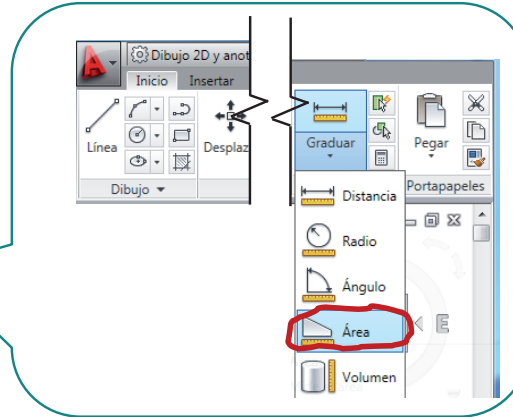 Dibujo 2D y anot
Inicio Insertar
Línea
Desplaz
Dibujo
Graduar
Pegar
Portapapeles
Distancia
Radio
Ángulo
Área
Volumen
E